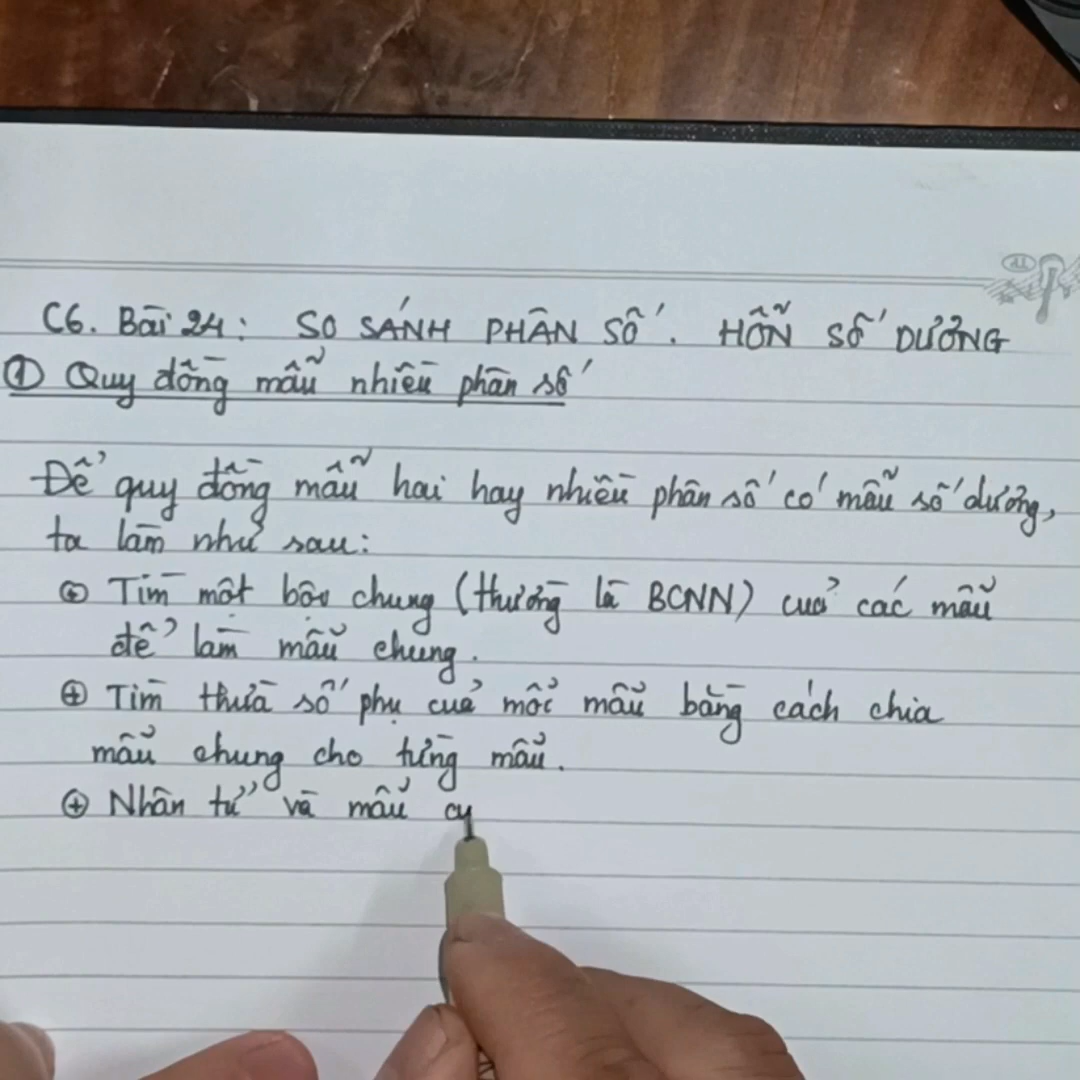 C6. Bài 24: SO SÁNH PHÂN SỐ. HỖN SỐ DƯƠNG
① Quy đồng mẫu nhiều phân số
Để quy đồng mẫu hai hay nhiều phân số có mẫu số dương,
ta làm như sau:
⊕ Tìm một bội chung (thường là BCNN) của các mẫu
để làm mẫu chung.
⊕ Tìm thừa số phụ của mỗi mẫu bằng cách chia
mẫu chung cho từng mẫu.
⊕ Nhân tử và mẫu